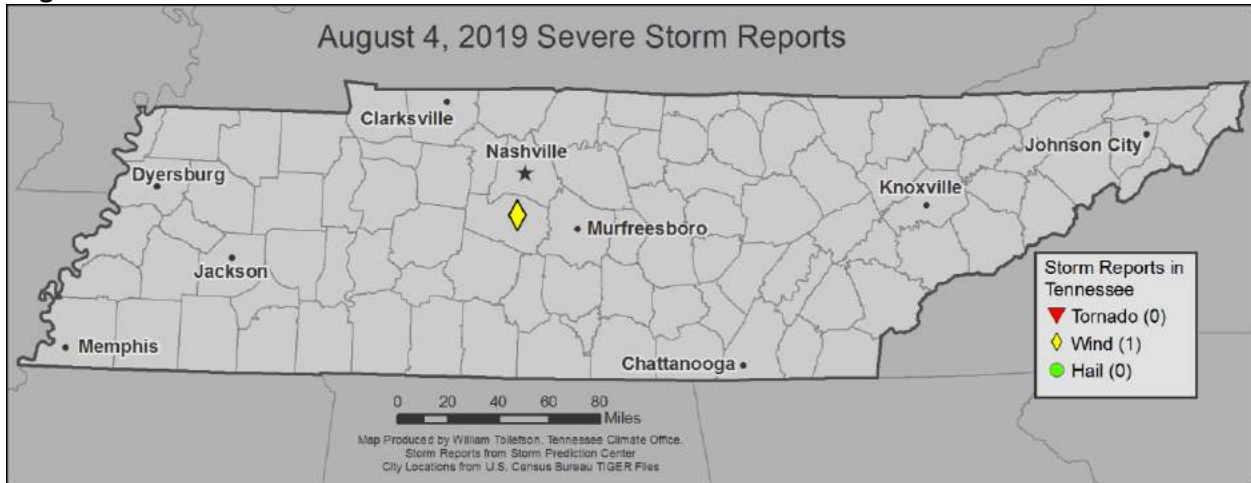 August 4, 2019 Severe Storm Reports
Clarksville
Nashville
Johnson City
Dyersburg
Knoxville
Murfreesboro
Jackson
Storm Reports in
Tennessee
Tornado (0)
Wind (1)
Hail (0)
Memphis
Chattanooga
0 20 40 60 80
Miles
Map Produced by William Tollefson, Tennessee Climate Office.
Storm Reports from Storm Prediction Center
City Locations from U.S. Census Bureau TIGER Files